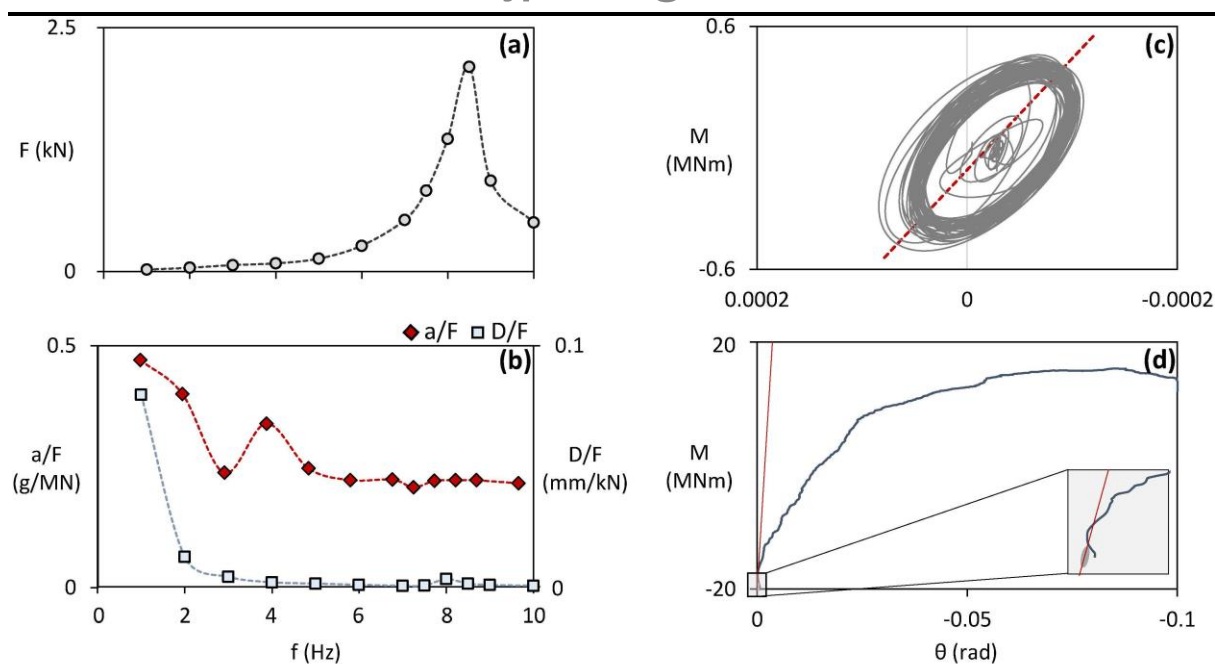 2.5
(a)
F (kN)
0
0.6
(c)
M
(MNm)
-0.6
0.0002 0 -0.0002
a/F D/F
0.5
0.1
(b)
a/F
(g/MN)
D/F
(mm/kN)
0
0
0 2 4 6 8 10
f (Hz)
20
(d)
M
(MNm)
-20
0 -0.05 -0.1
θ (rad)